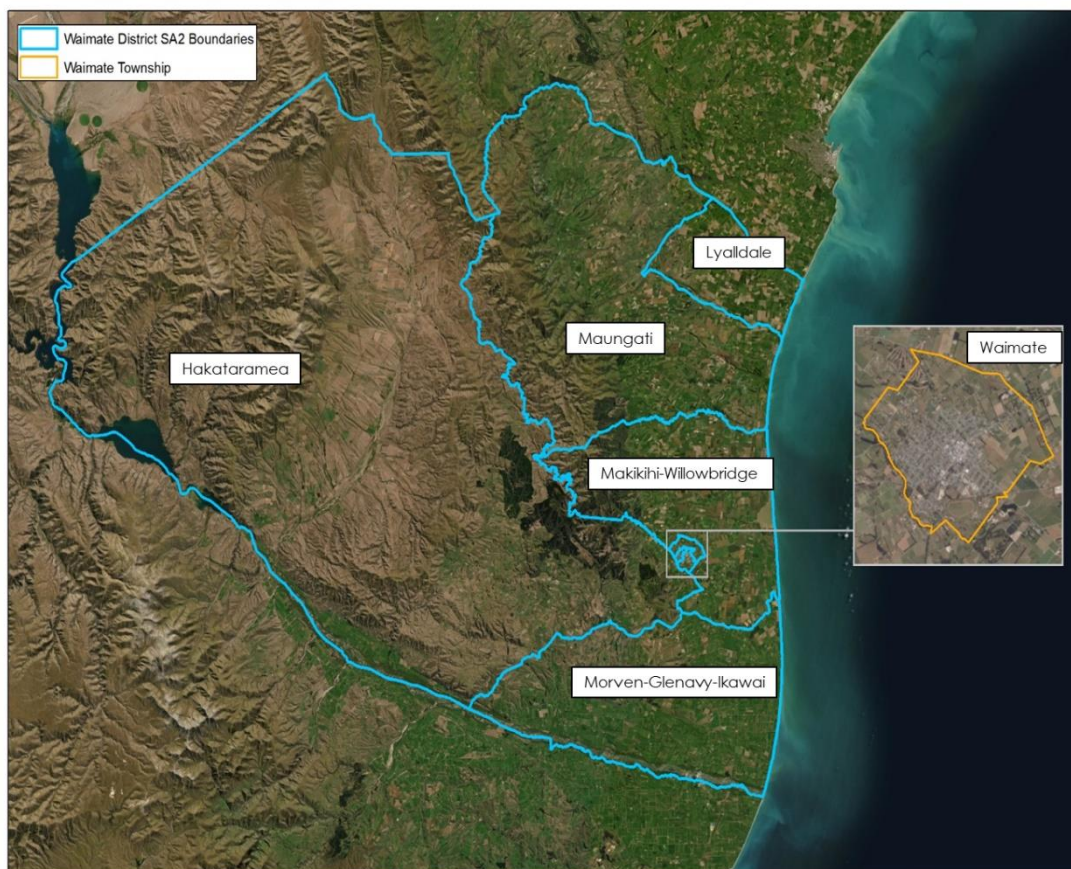 Waimate District SA2 Boundaries
Waimate Township
Lyalldale
Maungati
Waimate
Hakataramea
Makikihi-Willowbridge
Morven-Glenavy-Ikawai